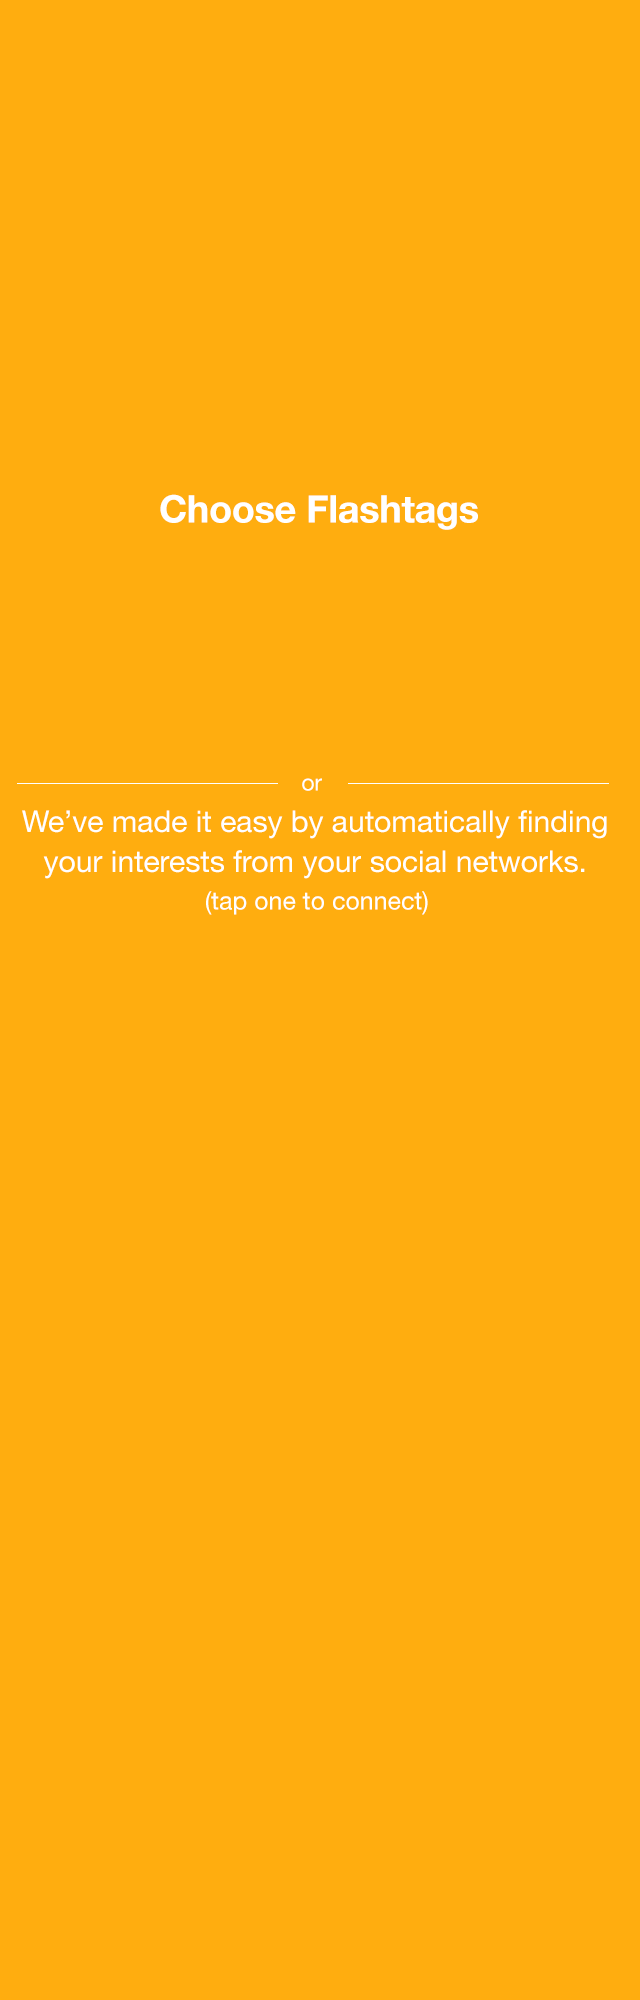 Choose Flashtags
or
We’ve made it easy by automatically finding
your interests from your social networks.
(tap one to connect)